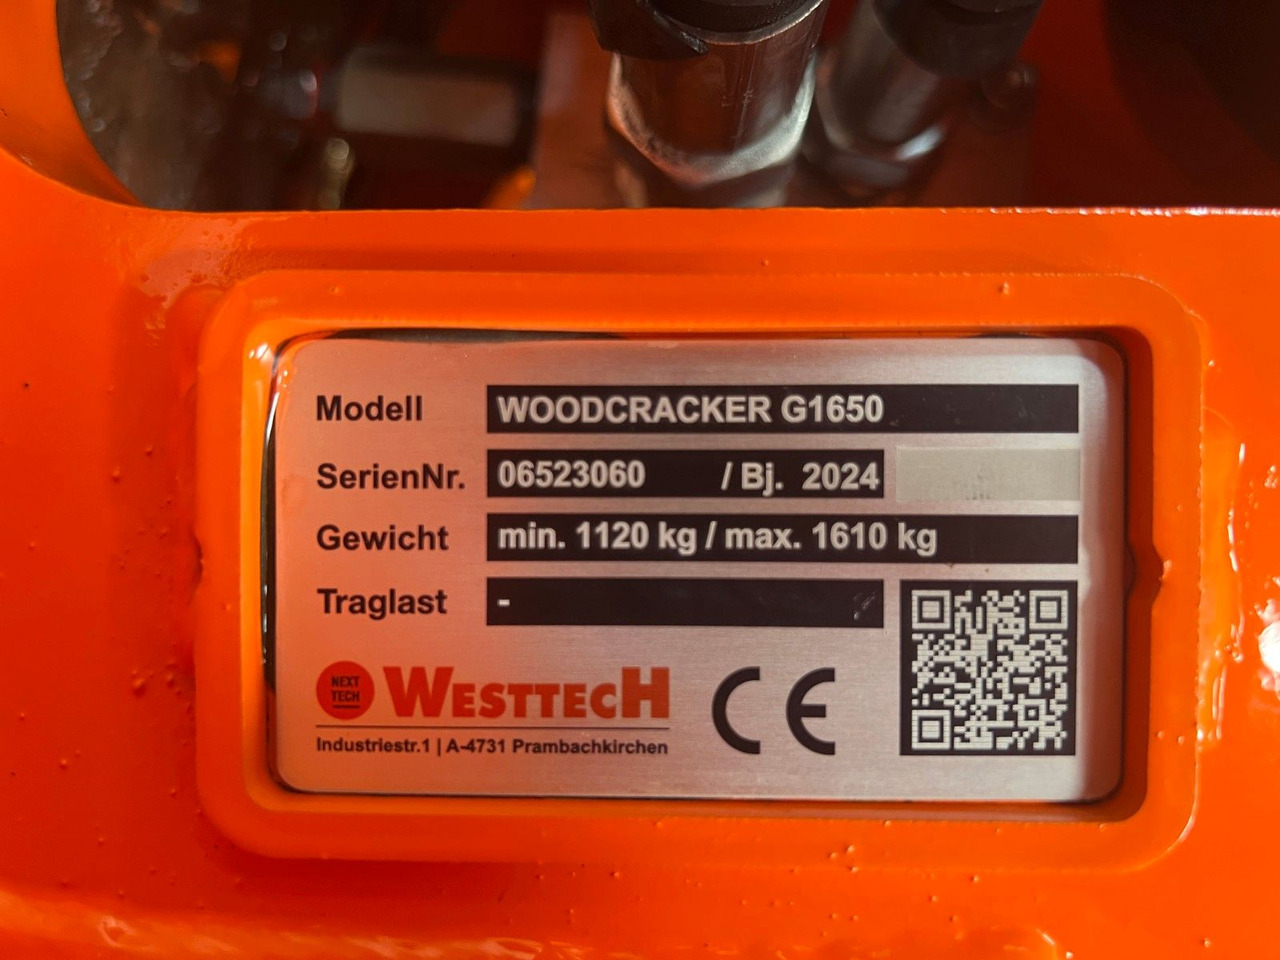 Modell WOODCRACKER G1650
SerienNr. 06523060 / Bj. 2024
Gewicht min. 1120 kg / max. 1610 kg
Traglast -
NEXT
TECH
WESTTECH
CE
Industriestr.1 | A-4731 Prambachkirchen